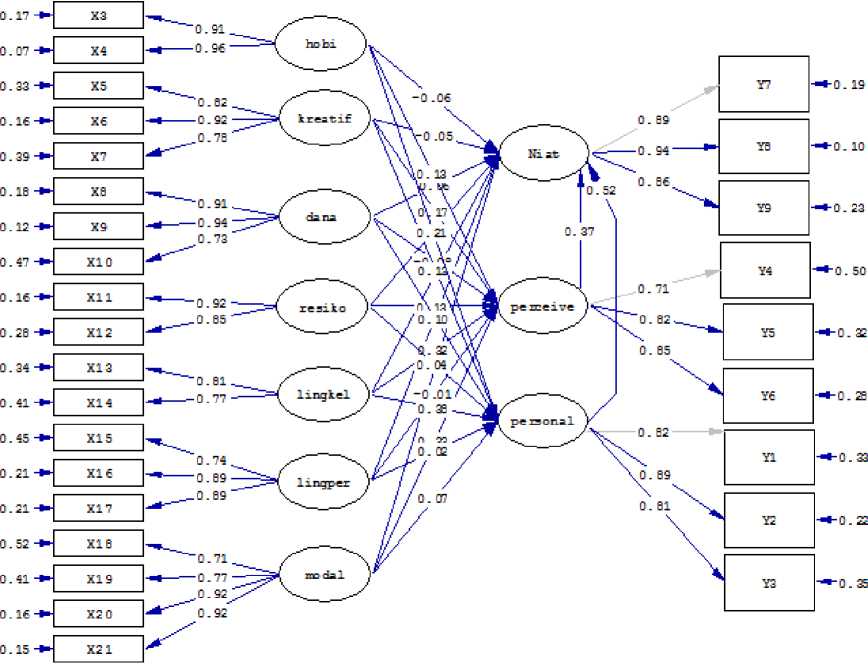 0.17 X3
0.91
0.07 X4
0.96
hobi
0.33 X5
0.82
0.16 X6
0.92
kreatif
0.39 X7
0.78
0.18 X8
0.91
0.12 X9
0.94
dana
0.47 X10
0.73
0.16 X11
0.92
resiko
0.28 X12
0.85
0.34 X13
0.81
lingkel
0.41 X14
0.77
0.45 X15
0.74
0.21 X16
0.89
lingper
0.21 X17
0.89
0.52 X18
0.71
0.41 X19
0.77
modal
0.16 X20
0.92
0.15 X21
0.92
-0.06
-0.05
0.13
0.17
0.21
0.13
0.10
0.32
0.04
-0.01
0.38
0.02
0.07
Niat
0.52
0.37
perceive
personal
0.89 Y7 0.19
0.94 Y8 0.10
0.86 Y9 0.23
0.71 Y4 0.50
0.82 Y5 0.32
0.85 Y6 0.28
0.82 Y1 0.33
0.89 Y2 0.22
0.81 Y3 0.35